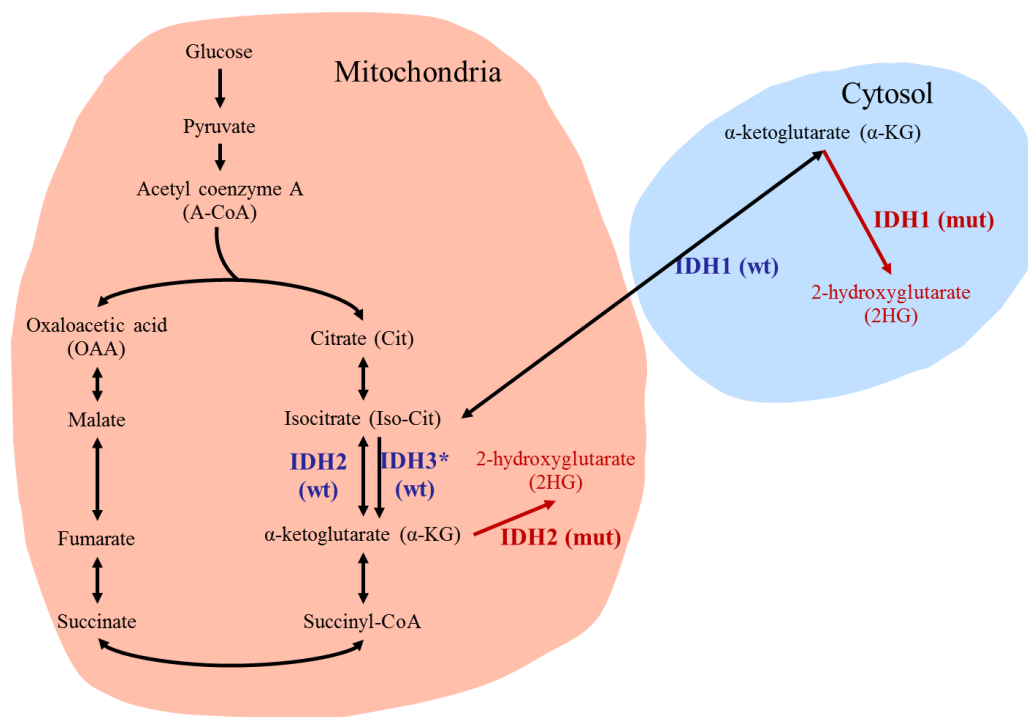 Glucose
Mitochondria
Pyruvate
Acetyl coenzyme A
(A-CoA)
Oxaloacetic acid
(OAA)
Citrate (Cit)
Malate
Isocitrate (Iso-Cit)
IDH2
(wt)
IDH3*
(wt)
2-hydroxyglutarate
(2HG)
Fumarate
α-ketoglutarate (α-KG)
IDH2 (mut)
Succinate
Succinyl-CoA
Cytosol
α-ketoglutarate (α-KG)
IDH1 (mut)
IDH1 (wt)
2-hydroxyglutarate
(2HG)